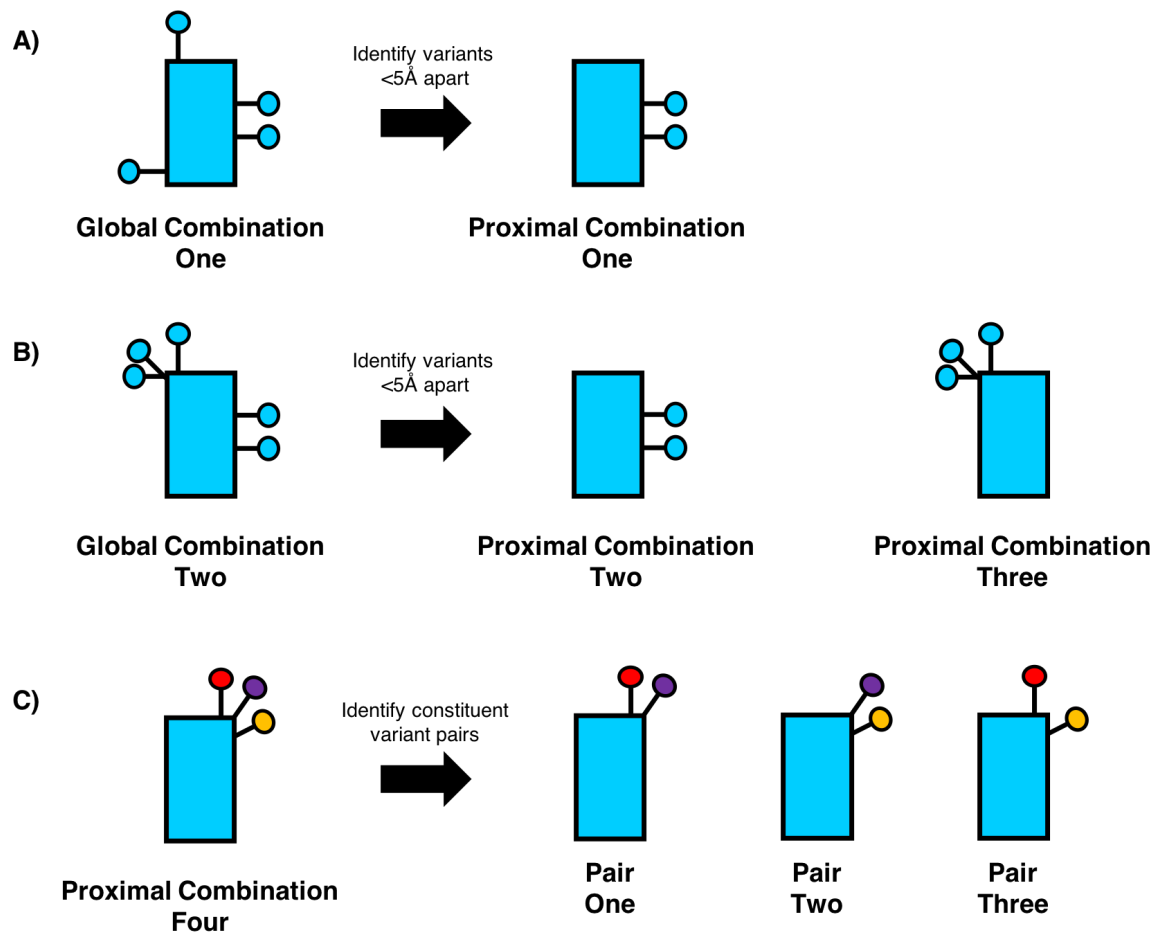 A)
Identify variants
<5Å apart
Global Combination
One
Proximal Combination
One
B)
Identify variants
<5Å apart
Global Combination
Two
Proximal Combination
Two
Proximal Combination
Three
C)
Identify constituent
variant pairs
Proximal Combination
Four
Pair
One
Pair
Two
Pair
Three